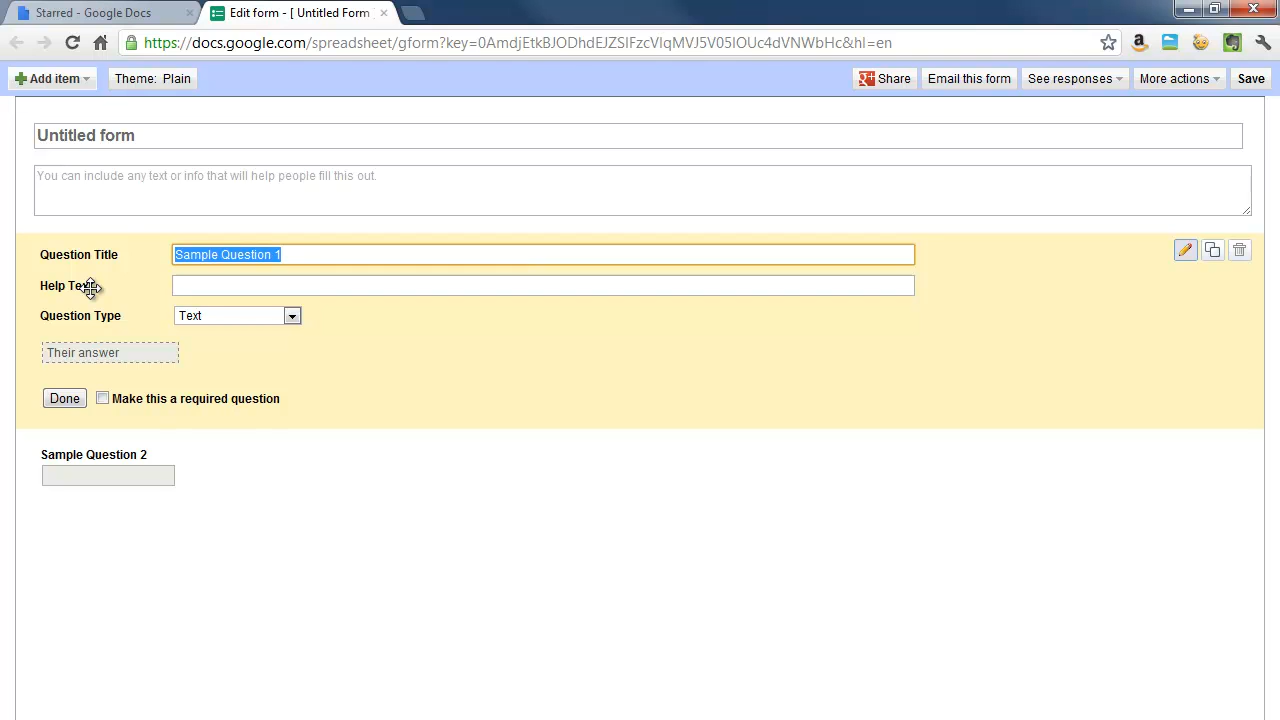 Starred - Google Docs
Edit form - [ Untitled Form
https://docs.google.com/spreadsheet/gform?key=0AmdjEtkBJODhdEJZSIFzcVlqMVJ5V05IOUc4dVNWbHc&hl=en
Add item Theme: Plain Share Email this form See responses More actions Save
Untitled form
You can include any text or info that will help people fill this out.
Question Title Sample Question 1
Help Text
Question Type Text
Their answer
Done Make this a required question
Sample Question 2